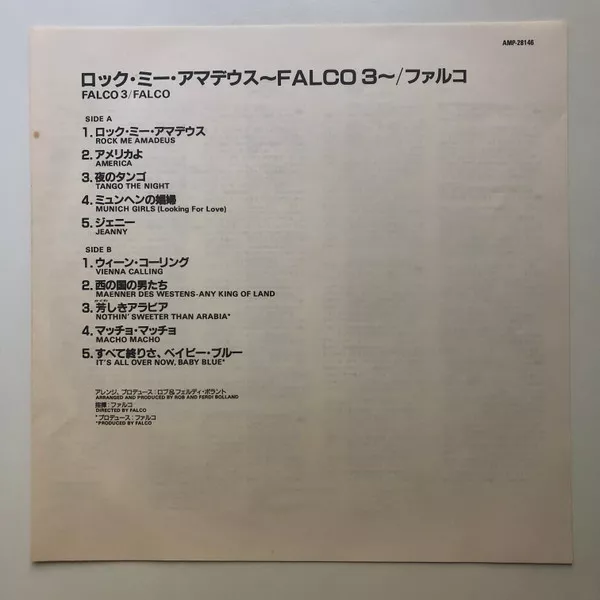 AMP-28146
ロック・ミー・アマデウス〜FALCO 3〜/ファルコ
FALCO 3/FALCO
SIDE A
1. ロック・ミー・アマデウス
ROCK ME AMADEUS
2. アメリカよ
AMERICA
3. 夜のタンゴ
TANGO THE NIGHT
4. ミュンヘンの娼婦
MUNICH GIRLS (Looking For Love)
5. ジェニー
JEANNY
SIDE B
1. ウィーン・コーリング
VIENNA CALLING
2. 西の国の男たち
MAENNER DES WESTENS-ANY KING OF LAND
3. 芳しきアラビア
NOTHIN' SWEETER THAN ARABIA*
4. マッチョ・マッチョ
MACHO MACHO
5. すべて終りさ、ベイビー・ブルー
IT'S ALL OVER NOW, BABY BLUE*
アレンジ、プロデュース：ロブ&フェルディ・ボラント
ARRANGED AND PRODUCED BY ROB AND FERDI BOLLAND
指揮：ファルコ
DIRECTED BY FALCO
*プロデュース：ファルコ
*PRODUCED BY FALCO